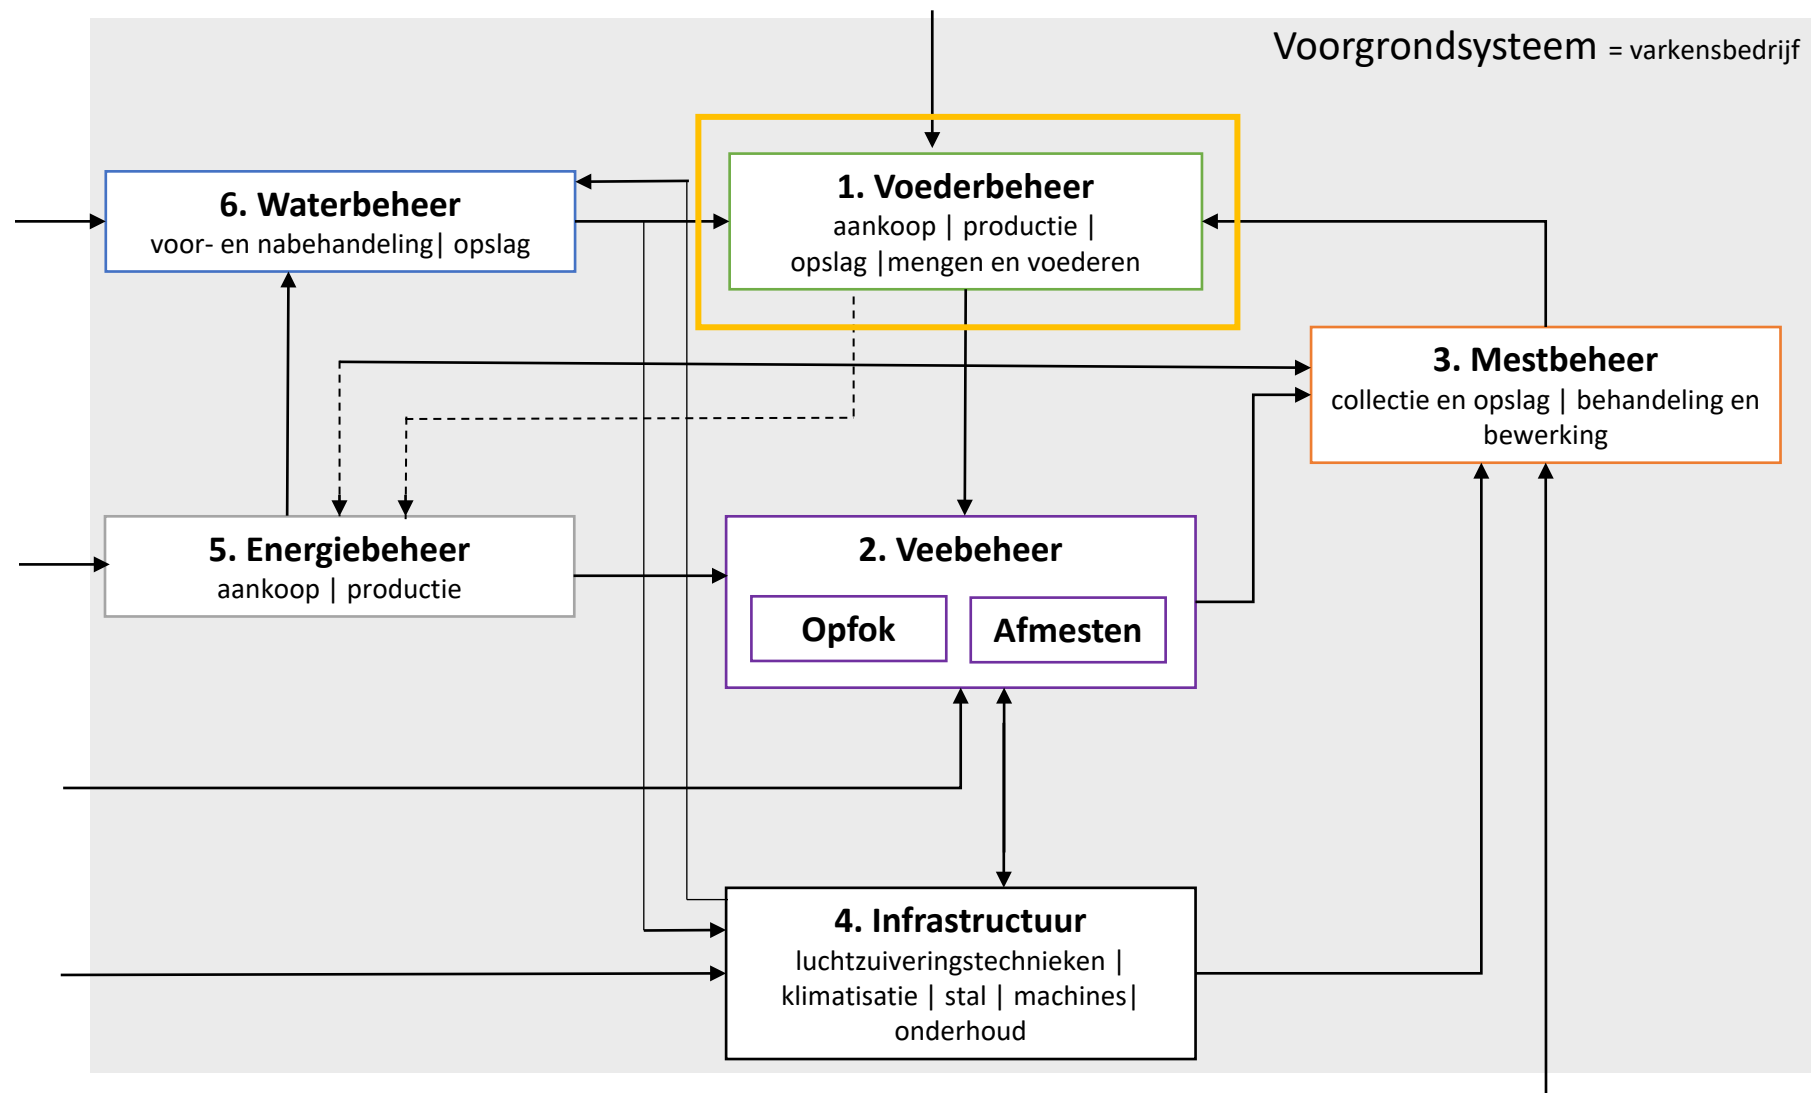 Voorgrondsysteem = varkensbedrijf
6. Waterbeheer
voor- en nabehandeling| opslag
1. Voederbeheer
aankoop | productie |
opslag |mengen en voederen
3. Mestbeheer
collectie en opslag | behandeling en
bewerking
5. Energiebeheer
aankoop | productie
2. Veebeheer
Opfok
Afmesten
4. Infrastructuur
luchtzuiveringstechnieken |
klimatisatie | stal | machines|
onderhoud